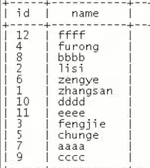 | id | name |
| 12 | ffff |
| 4 | furong |
| 8 | bbbb |
| 2 | lisi |
| 6 | zengye |
| 1 | zhangsan |
| 10 | dddd |
| 11 | eeee |
| 3 | fengjie |
| 5 | chunge |
| 7 | aaaa |
| 9 | cccc |